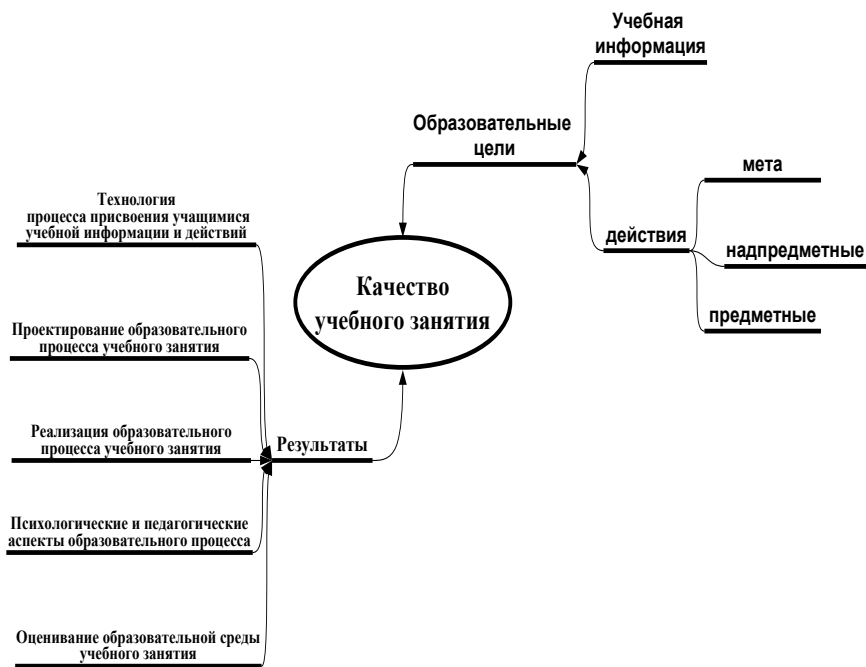 Учебная
информация
Образовательные
цели
мета
действия
надпредметные
предметные
Качество
учебного занятия
Технология
процесса присвоения учащимися
учебной информации и действий
Проектирование образовательного
процесса учебного занятия
Реализация образовательного
процесса учебного занятия
Результаты
Психологические и педагогические
аспекты образовательного процесса
Оценивание образовательной среды
учебного занятия